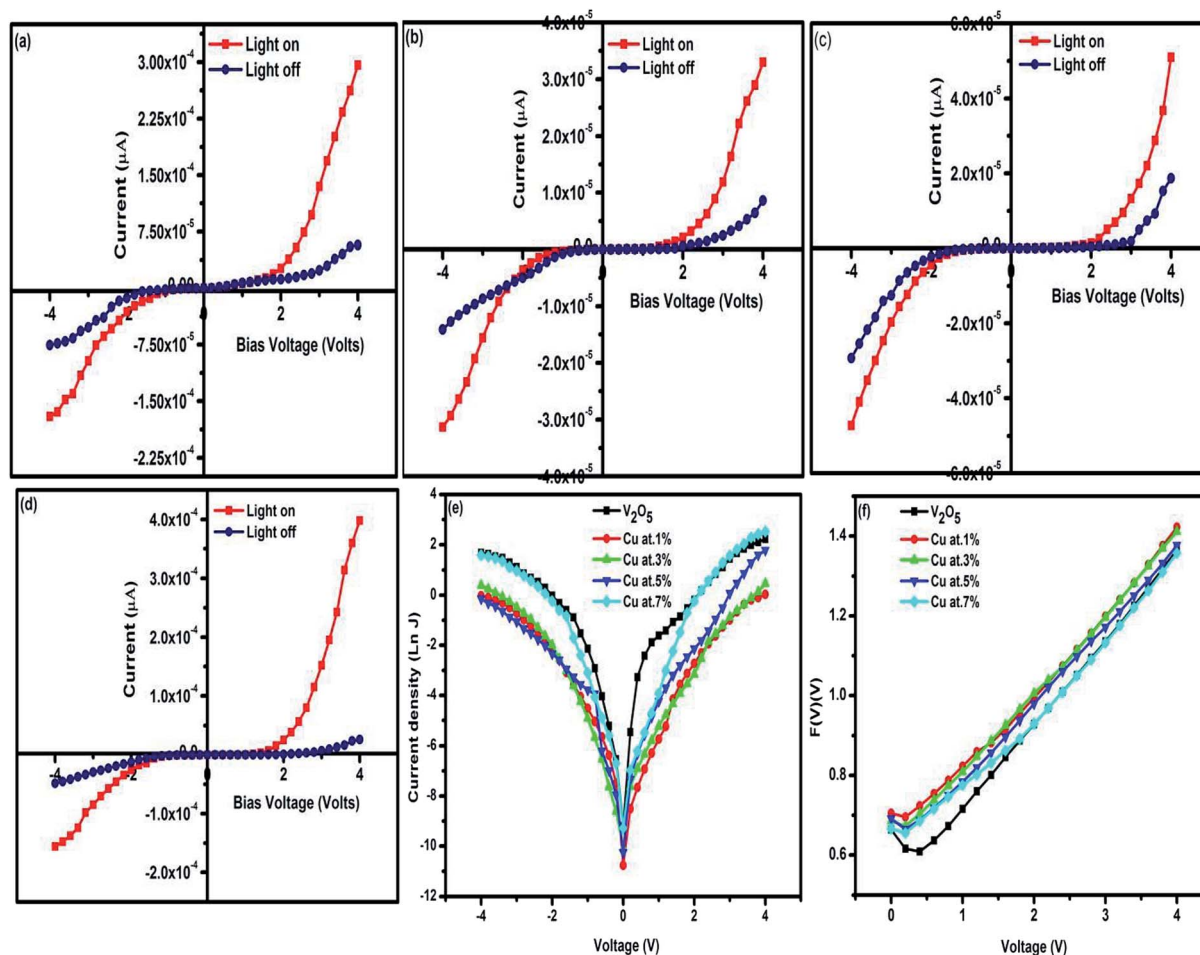 (a)
Light on
Light off
3.00x10⁻⁴
2.25x10⁻⁴
1.50x10⁻⁴
7.50x10⁻⁵
0.00
-4 -2 0 2 4
-7.50x10⁻⁵
-1.50x10⁻⁴
-2.25x10⁻⁴
Current (μA)
Bias Voltage (Volts)
(b)
Light on
Light off
4.0x10⁻⁵
3.0x10⁻⁵
2.0x10⁻⁵
1.0x10⁻⁵
0.0
-4 -2 0 2 4
-1.0x10⁻⁵
-2.0x10⁻⁵
-3.0x10⁻⁵
-4.0x10⁻⁵
Current (μA)
Bias Voltage (Volts)
(c)
Light on
Light off
6.0x10⁻⁵
4.0x10⁻⁵
2.0x10⁻⁵
0.0
-4 -2 0 2 4
-2.0x10⁻⁵
-4.0x10⁻⁵
-6.0x10⁻⁵
Current (μA)
Bias Voltage (Volts)
(d)
Light on
Light off
4.0x10⁻⁴
3.0x10⁻⁴
2.0x10⁻⁴
1.0x10⁻⁴
0.0
-4 -2 0 2 4
-1.0x10⁻⁴
-2.0x10⁻⁴
Current (μA)
Bias Voltage (Volts)
(e)
V₂O₅
Cu at.1%
Cu at.3%
Cu at.5%
Cu at.7%
4
2
0
-2
-4
-6
-8
-10
-12
-4 -2 0 2 4
Current density (Ln J)
Voltage (V)
(f)
V₂O₅
Cu at.1%
Cu at.3%
Cu at.5%
Cu at.7%
1.4
1.2
1.0
0.8
0.6
0 1 2 3 4
F(V)(V)
Voltage (V)